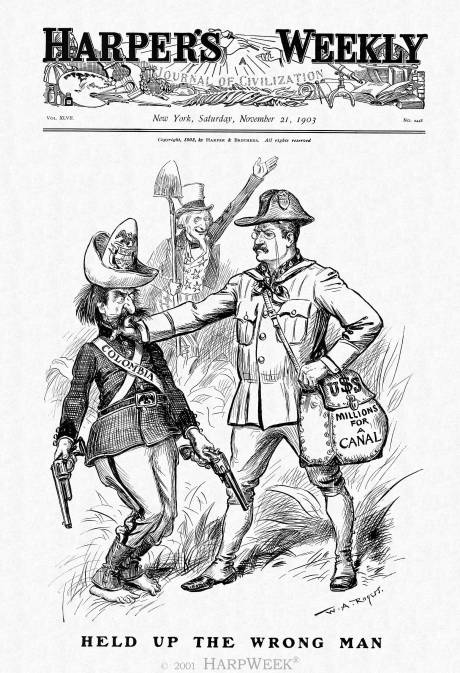 HARPER'S WEEKLY
JOURNAL OF CIVILIZATION
VOL. XLVII.
New York, Saturday, November 21, 1903
NO. 2448
Copyright, 1903, by HARPER & BROTHERS. All rights reserved
COLOMBIA
U$S
MILLIONS
FOR
A
CANAL
W. A. Rogers.
HELD UP THE WRONG MAN
© 2001 HARPWEEK®